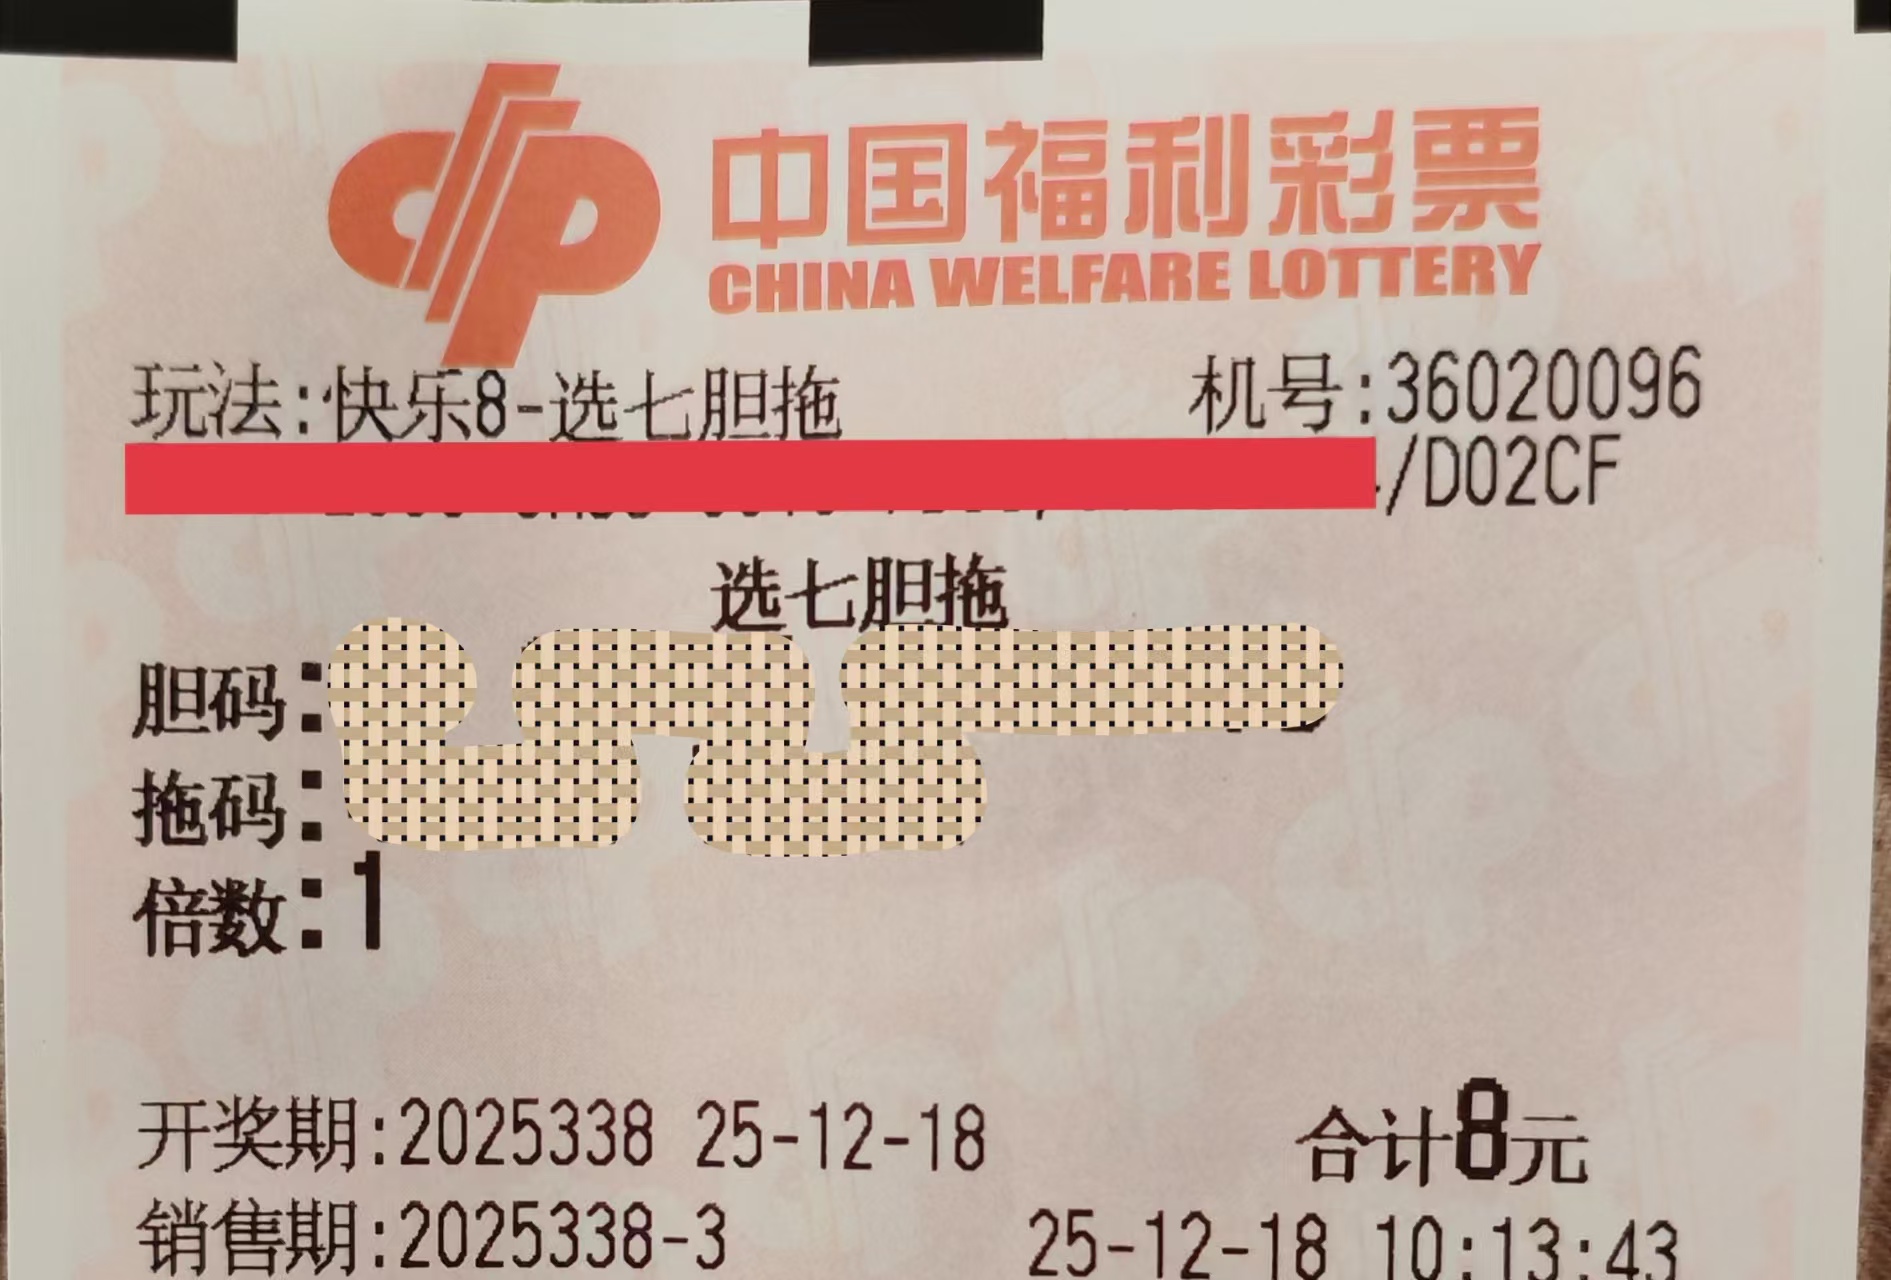 中国福利彩票
CHINA WELFARE LOTTERY
玩法:快乐8-选七胆拖 机号:36020096
/D02CF
选七胆拖
胆码:
拖码:
倍数:1
开奖期:2025338 25-12-18 合计8元
销售期:2025338-3 25-12-18 10:13:43